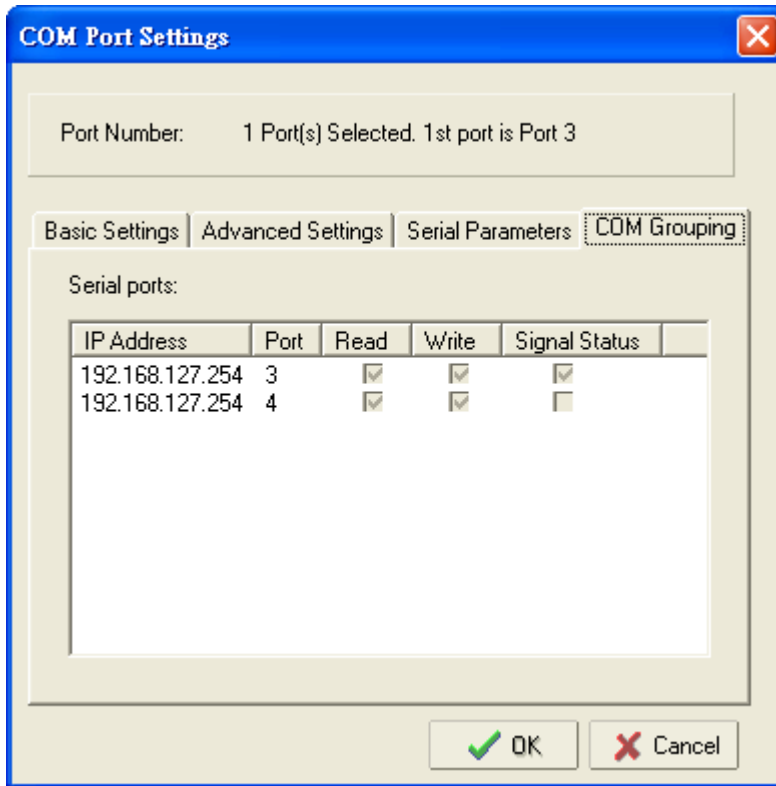 COM Port Settings
Port Number: 1 Port(s) Selected. 1st port is Port 3
Basic Settings Advanced Settings Serial Parameters COM Grouping
Serial ports:
IP Address Port Read Write Signal Status
192.168.127.254 3
192.168.127.254 4
OK Cancel